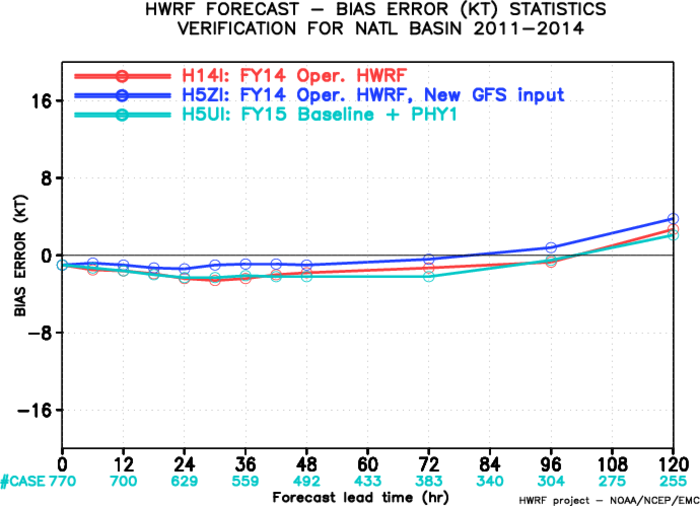 HWRF FORECAST – BIAS ERROR (KT) STATISTICS
VERIFICATION FOR NATL BASIN 2011–2014
H14I: FY14 Oper. HWRF
H5ZI: FY14 Oper. HWRF, New GFS input
H5UI: FY15 Baseline + PHY1
16
8
0
–8
–16
BIAS ERROR (KT)
0 12 24 36 48 60 72 84 96 108 120
#CASE 770 700 629 559 492 433 383 340 304 275 255
Forecast lead time (hr)
HWRF project – NOAA/NCEP/EMC